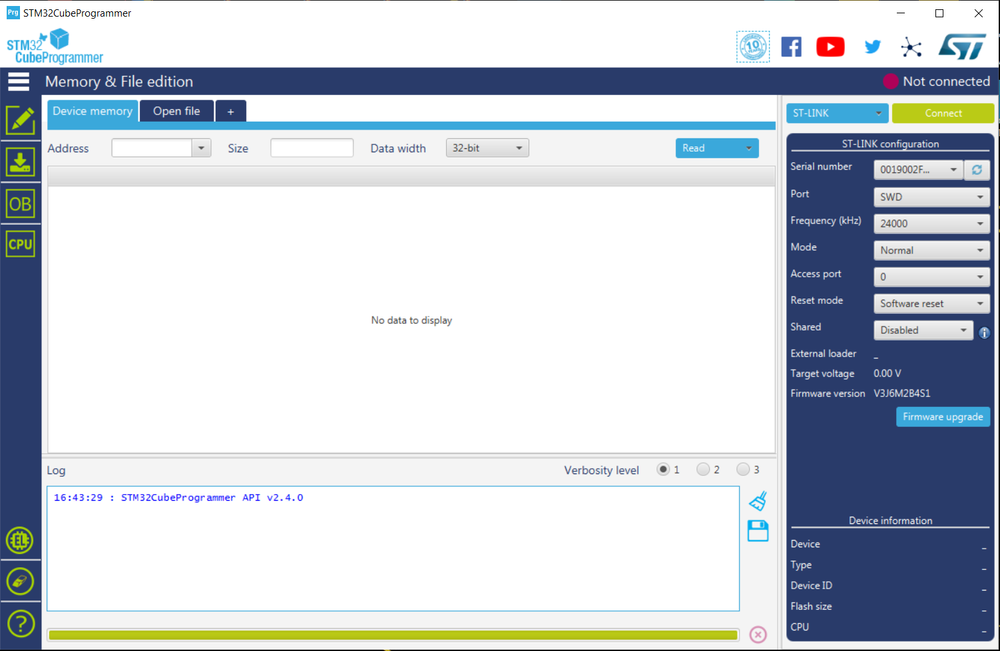 Prg STM32CubeProgrammer
STM32
CubeProgrammer
10
YEARS
Memory & File edition
Not connected
Device memory
Open file
+
ST-LINK
Connect
Address
Size
Data width
32-bit
Read
ST-LINK configuration
Serial number
0019002F...
Port
SWD
Frequency (kHz)
24000
Mode
Normal
Access port
0
Reset mode
Software reset
Shared
Disabled
i
External loader
_
Target voltage
0.00 V
Firmware version
V3J6M2B4S1
Firmware upgrade
OB
CPU
No data to display
Log
Verbosity level
1
2
3
16:43:29 : STM32CubeProgrammer API v2.4.0
EL
?
Device information
Device
_
Type
_
Device ID
_
Flash size
_
CPU
_